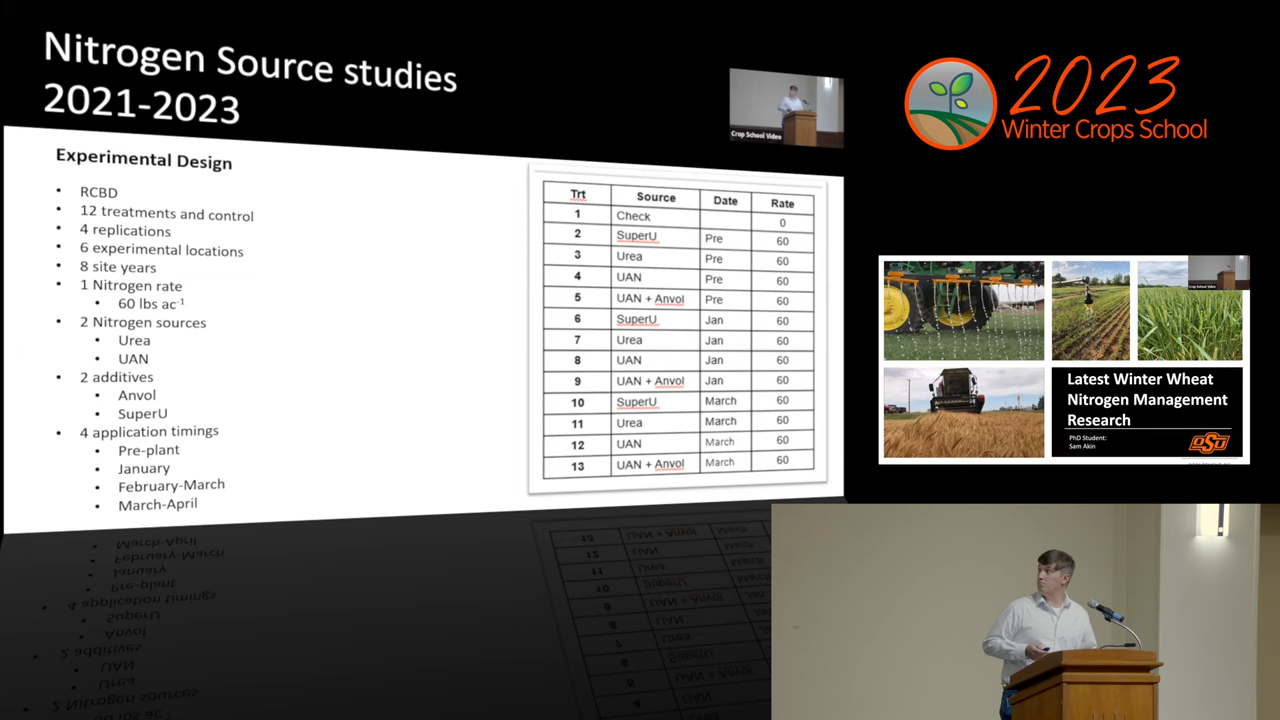 Nitrogen Source studies
2021-2023
Crop School Video
Experimental Design
• RCBD
• 12 treatments and control
• 4 replications
• 6 experimental locations
• 8 site years
• 1 Nitrogen rate
• 60 lbs ac-1
• 2 Nitrogen sources
• Urea
• UAN
• 2 additives
• Anvol
• SuperU
• 4 application timings
• Pre-plant
• January
• February-March
• March-April
Trt Source Date Rate
1 Check 0
2 SuperU Pre 60
3 Urea Pre 60
4 UAN Pre 60
5 UAN + Anvol Pre 60
6 SuperU Jan 60
7 Urea Jan 60
8 UAN Jan 60
9 UAN + Anvol Jan 60
10 SuperU March 60
11 Urea March 60
12 UAN March 60
13 UAN + Anvol March 60
2023
Winter Crops School
Crop School Video
Latest Winter Wheat
Nitrogen Management
Research
PhD Student:
Sam Akin
OSU